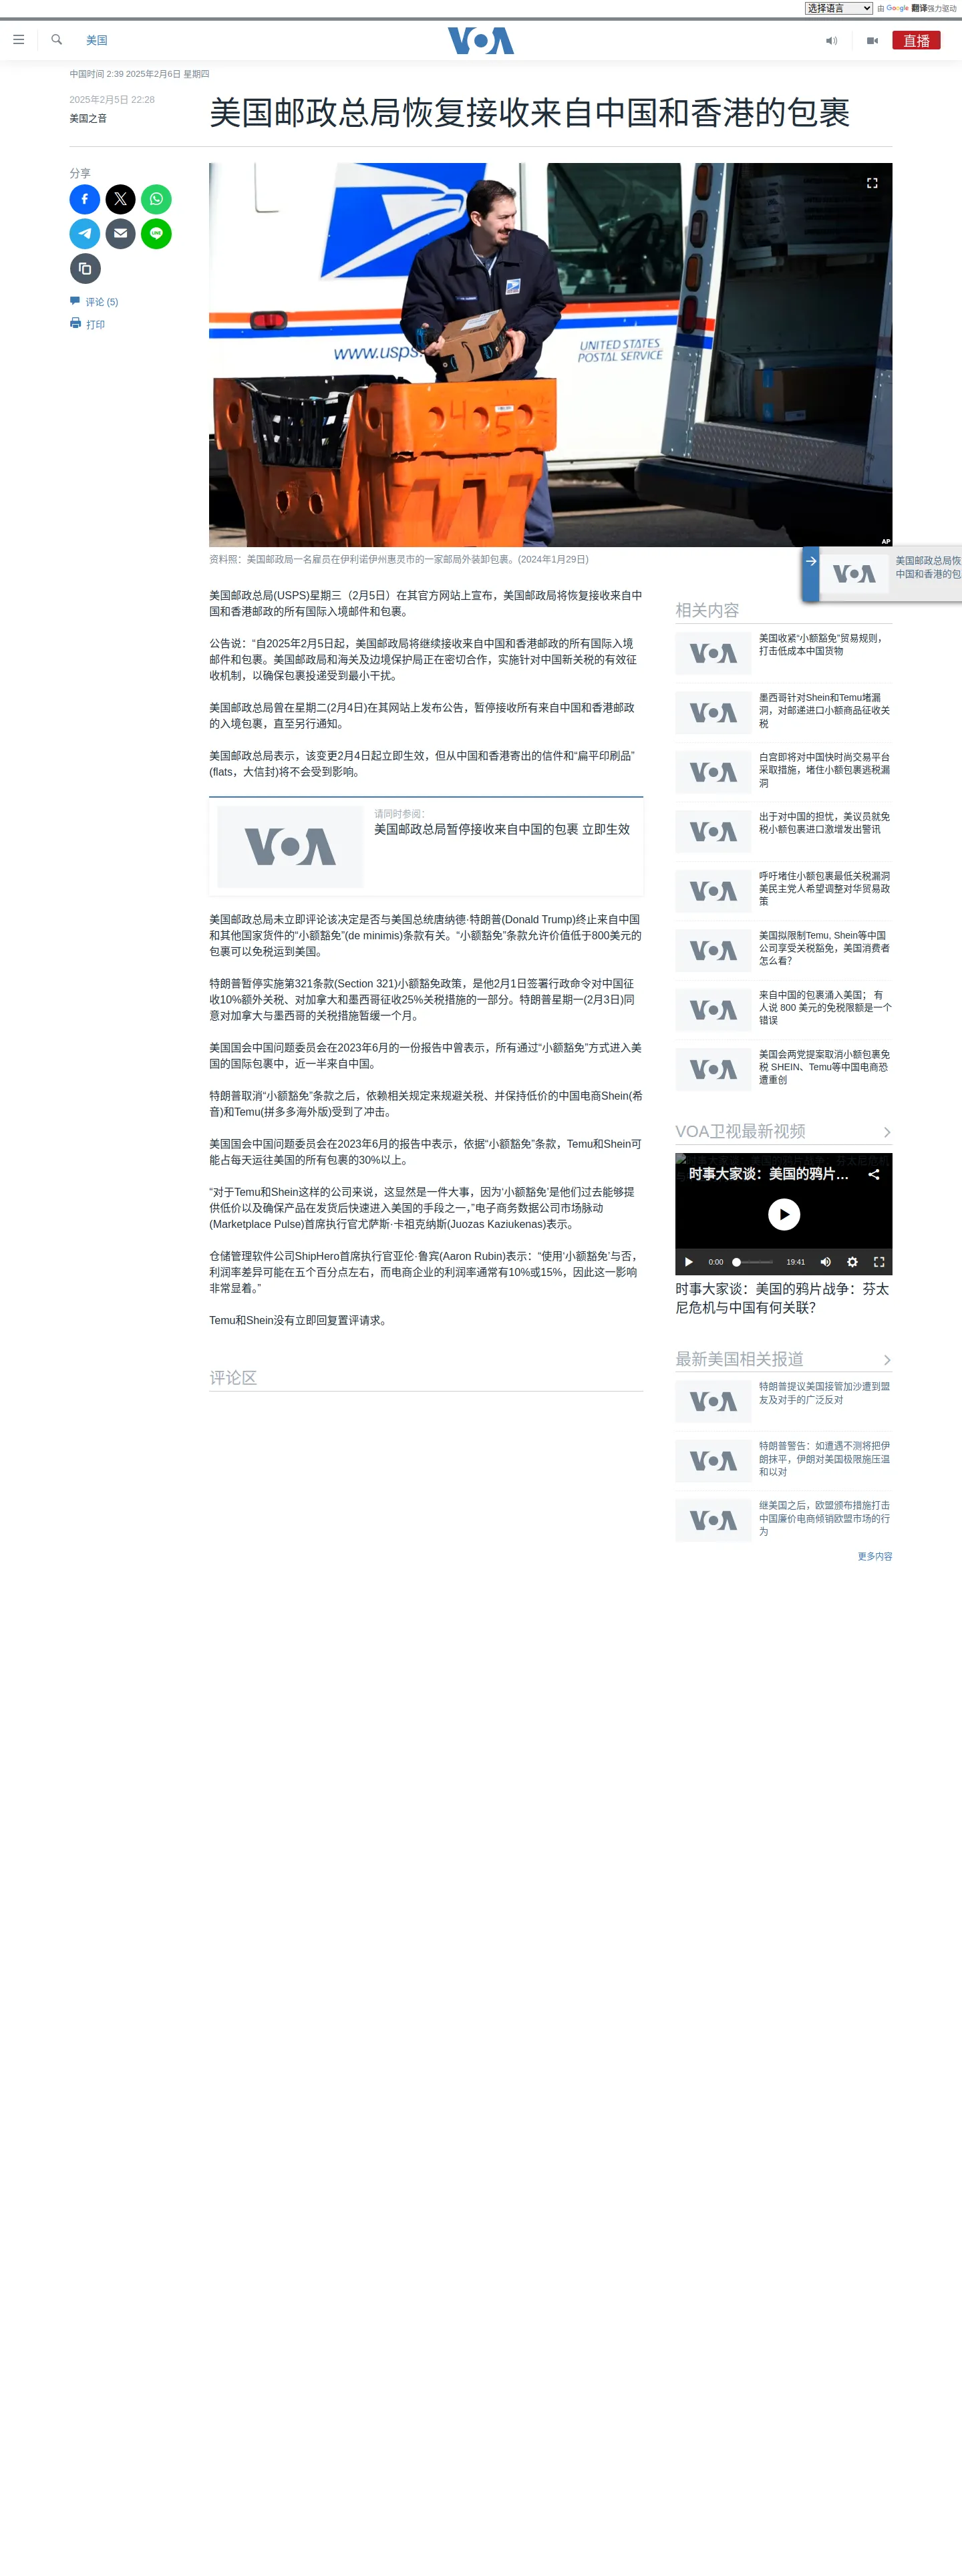 选择语言 由 Google 翻译强力驱动
美国
VOA
直播
中国时间 2:39 2025年2月6日 星期四
2025年2月5日 22:28
美国之音
美国邮政总局恢复接收来自中国和香港的包裹
分享
评论 (5)
打印
www.usps.
UNITED STATES
POSTAL SERVICE
4
5
AP
资料照：美国邮政局一名雇员在伊利诺伊州惠灵市的一家邮局外装卸包裹。(2024年1月29日)
美国邮政总局(USPS)星期三（2月5日）在其官方网站上宣布，美国邮政局将恢复接收来自中
国和香港邮政的所有国际入境邮件和包裹。
公告说：“自2025年2月5日起，美国邮政局将继续接收来自中国和香港邮政的所有国际入境
邮件和包裹。美国邮政局和海关及边境保护局正在密切合作，实施针对中国新关税的有效征
收机制，以确保包裹投递受到最小干扰。
美国邮政总局曾在星期二(2月4日)在其网站上发布公告，暂停接收所有来自中国和香港邮政
的入境包裹，直至另行通知。
美国邮政总局表示，该变更2月4日起立即生效，但从中国和香港寄出的信件和“扁平印刷品”
(flats，大信封)将不会受到影响。
VOA
请同时参阅：
美国邮政总局暂停接收来自中国的包裹 立即生效
美国邮政总局未立即评论该决定是否与美国总统唐纳德·特朗普(Donald Trump)终止来自中国
和其他国家货件的“小额豁免”(de minimis)条款有关。“小额豁免”条款允许价值低于800美元的
包裹可以免税运到美国。
特朗普暂停实施第321条款(Section 321)小额豁免政策，是他2月1日签署行政命令对中国征
收10%额外关税、对加拿大和墨西哥征收25%关税措施的一部分。特朗普星期一(2月3日)同
意对加拿大与墨西哥的关税措施暂缓一个月。
美国国会中国问题委员会在2023年6月的一份报告中曾表示，所有通过“小额豁免”方式进入美
国的国际包裹中，近一半来自中国。
特朗普取消“小额豁免”条款之后，依赖相关规定来规避关税、并保持低价的中国电商Shein(希
音)和Temu(拼多多海外版)受到了冲击。
美国国会中国问题委员会在2023年6月的报告中表示，依据“小额豁免”条款，Temu和Shein可
能占每天运往美国的所有包裹的30%以上。
“对于Temu和Shein这样的公司来说，这显然是一件大事，因为‘小额豁免’是他们过去能够提
供低价以及确保产品在发货后快速进入美国的手段之一，”电子商务数据公司市场脉动
(Marketplace Pulse)首席执行官尤萨斯·卡祖克纳斯(Juozas Kaziukenas)表示。
仓储管理软件公司ShipHero首席执行官亚伦·鲁宾(Aaron Rubin)表示：“使用‘小额豁免’与否，
利润率差异可能在五个百分点左右，而电商企业的利润率通常有10%或15%，因此这一影响
非常显着。”
Temu和Shein没有立即回复置评请求。
评论区
VOA
美国邮政总局恢
中国和香港的包
相关内容
VOA
美国收紧“小额豁免”贸易规则，
打击低成本中国货物
VOA
墨西哥针对Shein和Temu堵漏
洞，对邮递进口小额商品征收关
税
VOA
白宫即将对中国快时尚交易平台
采取措施，堵住小额包裹逃税漏
洞
VOA
出于对中国的担忧，美议员就免
税小额包裹进口激增发出警讯
VOA
呼吁堵住小额包裹最低关税漏洞
美民主党人希望调整对华贸易政
策
VOA
美国拟限制Temu, Shein等中国
公司享受关税豁免，美国消费者
怎么看？
VOA
来自中国的包裹涌入美国； 有
人说 800 美元的免税限额是一个
错误
VOA
美国会两党提案取消小额包裹免
税 SHEIN、Temu等中国电商恐
遭重创
VOA卫视最新视频
时事大家谈：美国的鸦片...
0:00
19:41
时事大家谈：美国的鸦片战争：芬太
尼危机与中国有何关联？
最新美国相关报道
VOA
特朗普提议美国接管加沙遭到盟
友及对手的广泛反对
VOA
特朗普警告：如遭遇不测将把伊
朗抹平，伊朗对美国极限施压温
和以对
VOA
继美国之后，欧盟颁布措施打击
中国廉价电商倾销欧盟市场的行
为
更多内容